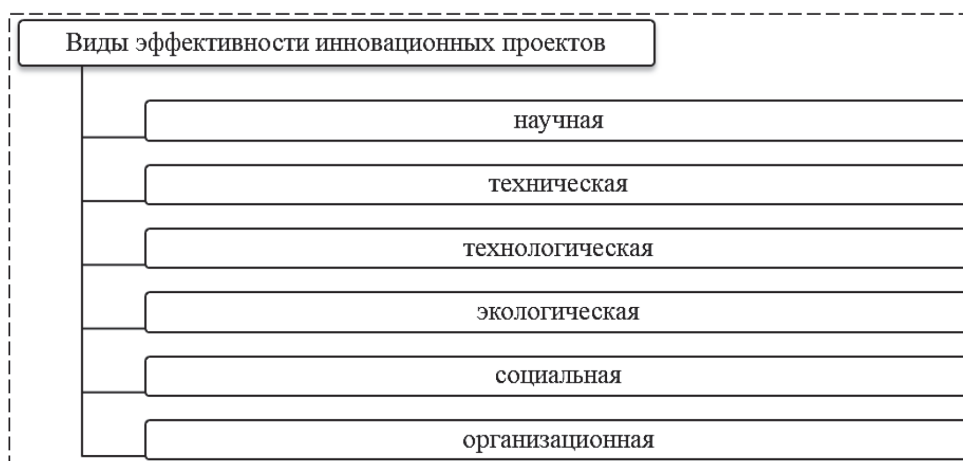 Виды эффективности инновационных проектов
научная
техническая
технологическая
экологическая
социальная
организационная